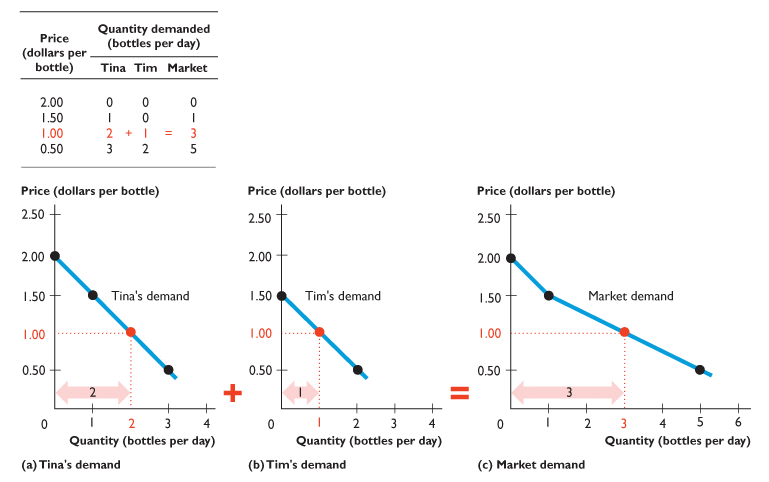 Quantity demanded
(bottles per day)
Price
(dollars per
bottle)
Tina Tim Market
2.00 0 0 0
1.50 1 0 1
1.00 2 + 1 = 3
0.50 3 2 5
Price (dollars per bottle)
2.50
2.00
1.50
1.00
0.50
0
1 2 3 4
Tina's demand
2
Quantity (bottles per day)
(a) Tina's demand
+
Price (dollars per bottle)
2.50
2.00
1.50
1.00
0.50
0
1 2 3 4
Tim's demand
1
Quantity (bottles per day)
(b) Tim's demand
=
Price (dollars per bottle)
2.50
2.00
1.50
1.00
0.50
0
1 2 3 4 5 6
Market demand
3
Quantity (bottles per day)
(c) Market demand